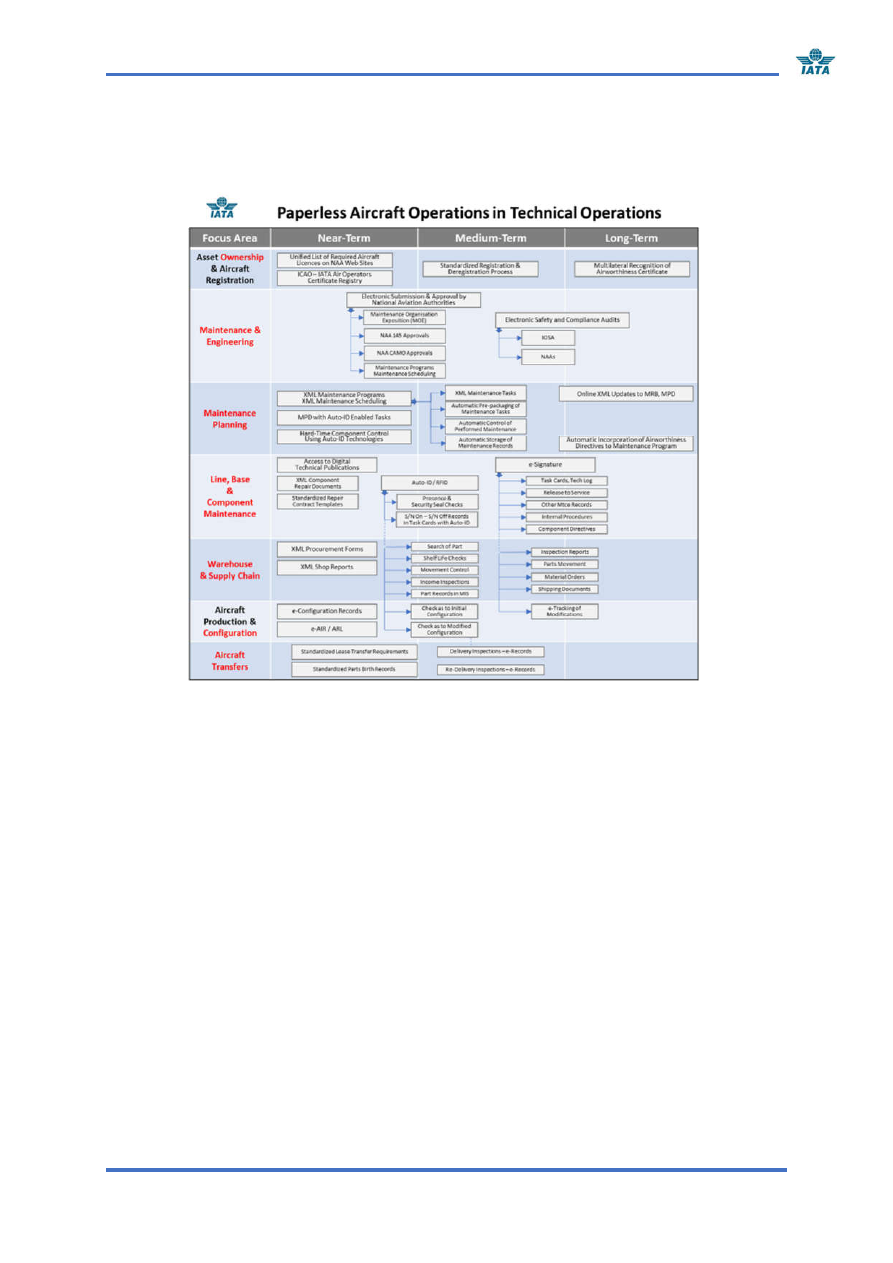 IATA
IATA
Paperless Aircraft Operations in Technical Operations
Focus Area
Near-Term
Medium-Term
Long-Term
Asset Ownership
& Aircraft
Registration
Unified List of Required Aircraft
Licences on NAA Web Sites
ICAO – IATA Air Operators
Certificate Registry
Standardized Registration &
Deregistration Process
Multilateral Recognition of
Airworthiness Certificate
Maintenance &
Engineering
Electronic Submission & Approval by
National Aviation Authorities
Maintenance Organisation
Exposition (MOE)
NAA 145 Approvals
NAA CAMO Approvals
Maintenance Programs
Maintenance Scheduling
Electronic Safety and Compliance Audits
IOSA
NAAs
Maintenance
Planning
XML Maintenance Programs
XML Maintenance Scheduling
MPD with Auto-ID Enabled Tasks
Hard-Time Component Control
Using Auto-ID Technologies
XML Maintenance Tasks
Automatic Pre-packaging of
Maintenance Tasks
Automatic Control of
Performed Maintenance
Automatic Storage of
Maintenance Records
Online XML Updates to MRB, MPD
Automatic Incorporation of Airworthiness
Directives to Maintenance Program
Line, Base
&
Component
Maintenance
Access to Digital
Technical Publications
XML Component
Repair Documents
Standardized Repair
Contract Templates
Auto-ID / RFID
Presence &
Security Seal Checks
S/N On – S/N Off Records
in Task Cards with Auto-ID
e-Signature
Task Cards, Tech Log
Release to Service
Other Mtce Records
Internal Procedures
Component Directives
Warehouse
& Supply Chain
XML Procurement Forms
XML Shop Reports
Search of Part
Shelf Life Checks
Movement Control
Income Inspections
Part Records in MIS
Inspection Reports
Parts Movement
Material Orders
Shipping Documents
Aircraft
Production &
Configuration
e-Configuration Records
e-AIR / ARL
Check as to Initial
Configuration
Check as to Modified
Configuration
e-Tracking of
Modifications
Aircraft
Transfers
Standardized Lease Transfer Requirements
Standardized Parts Birth Records
Delivery Inspections – e-Records
Re-Delivery Inspections – e-Records